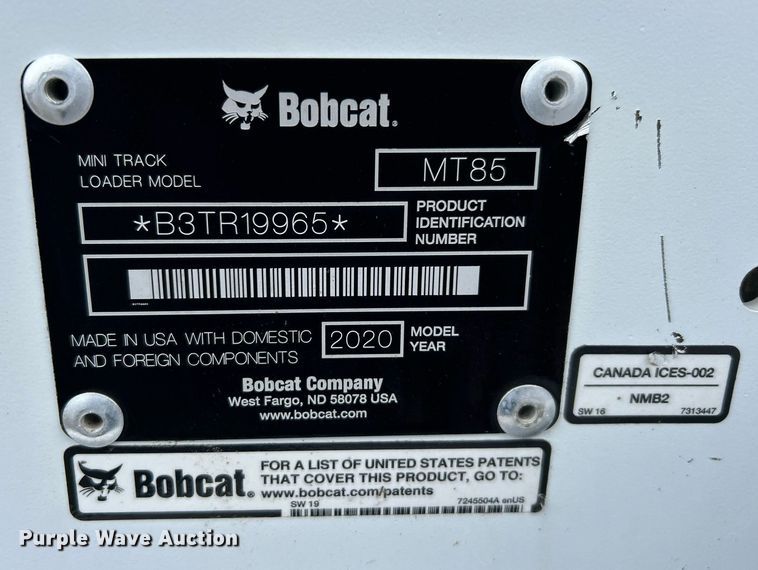 Bobcat.
MINI TRACK
LOADER MODEL
MT85
*B3TR19965*
PRODUCT
IDENTIFICATION
NUMBER
MADE IN USA WITH DOMESTIC
AND FOREIGN COMPONENTS
2020
MODEL
YEAR
Bobcat Company
West Fargo, ND 58078 USA
www.bobcat.com
CANADA ICES-002
NMB2
SW 16 7313447
Bobcat.
FOR A LIST OF UNITED STATES PATENTS
THAT COVER THIS PRODUCT, GO TO:
www.bobcat.com/patents
SW 19 7245504A enUS
Purple Wave Auction